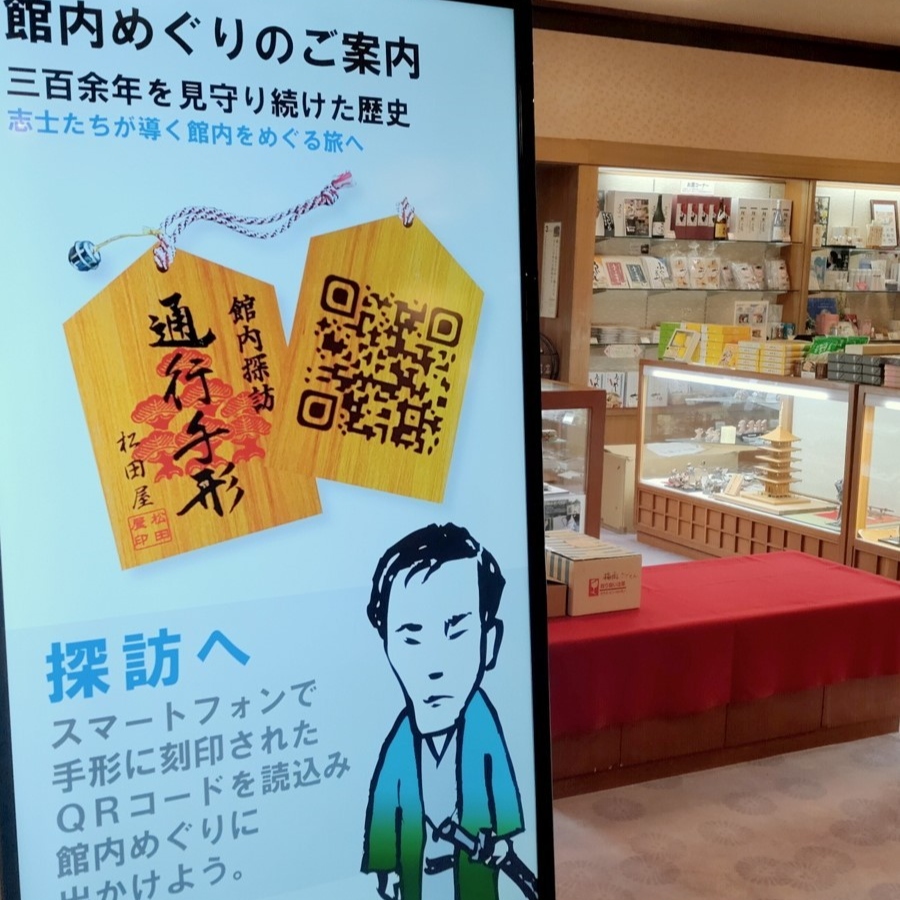 館内めぐりのご案内
三百余年を見守り続けた歴史
志士たちが導く館内をめぐる旅へ
館内探訪
通行手形
松田屋
松田
屋印
探訪へ
スマートフォンで
手形に刻印された
QRコードを読込み
館内めぐりに
出かけよう。